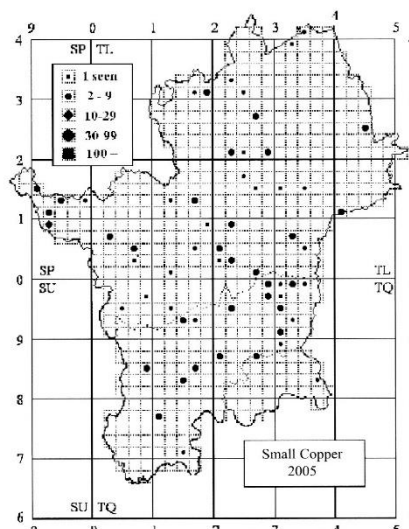 4
SP TL
1 seen
2 - 9
10-29
30-99
100 –
3
2
1
SP TL
0
SU TQ
9
8
7
SU TQ
6
9 0 1 2 3 4 5
Small Copper
2005